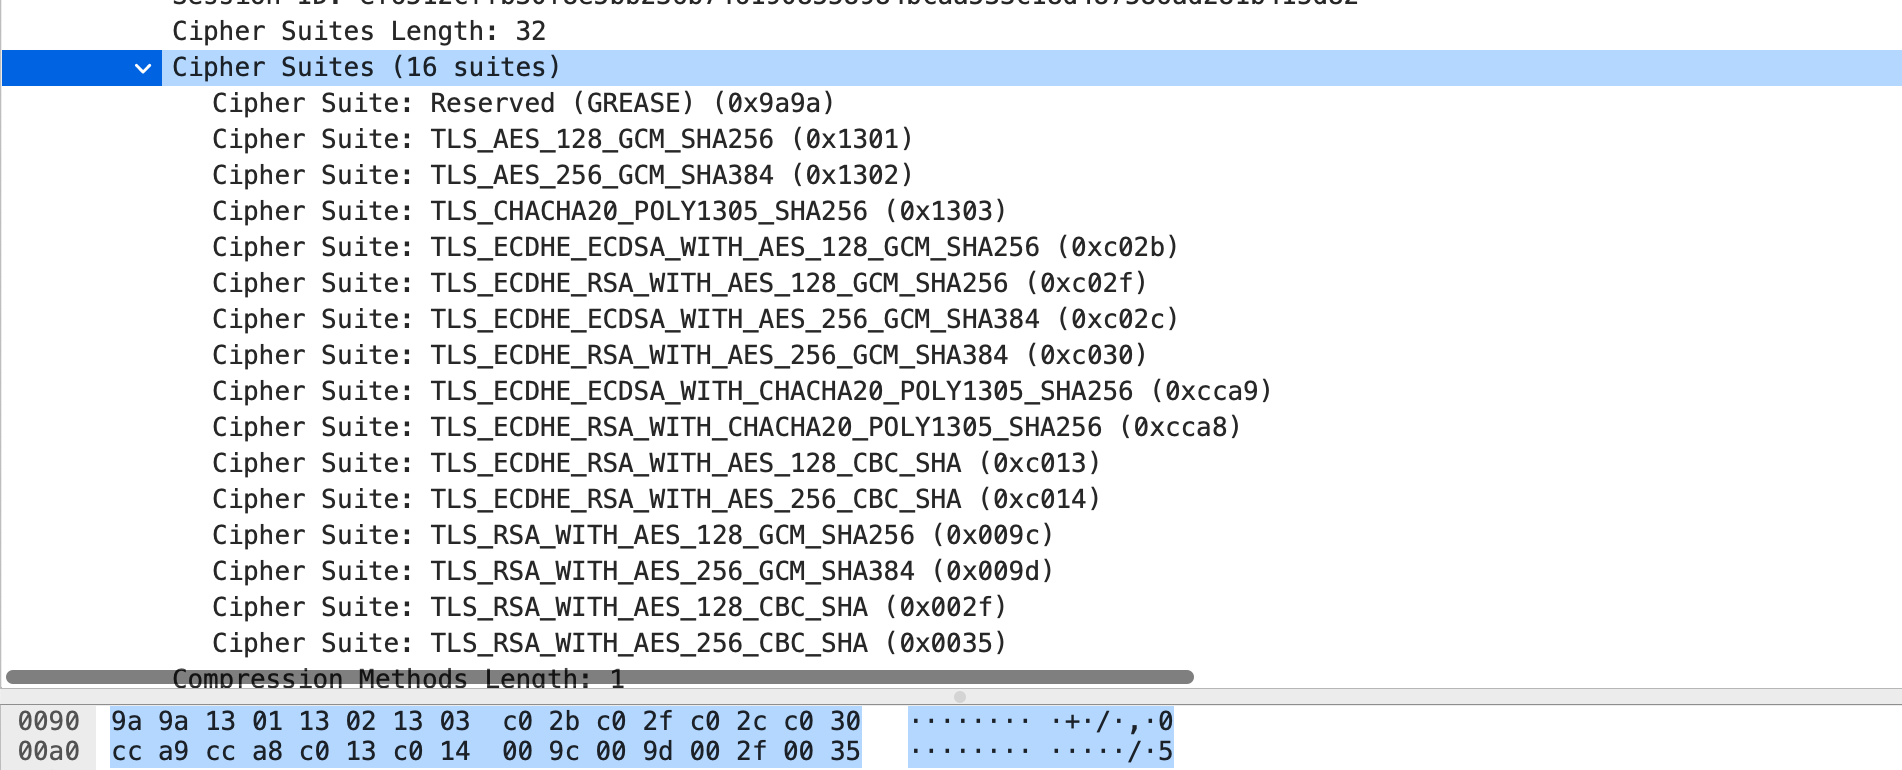 Cipher Suites Length: 32
Cipher Suites (16 suites)
Cipher Suite: Reserved (GREASE) (0x9a9a)
Cipher Suite: TLS_AES_128_GCM_SHA256 (0x1301)
Cipher Suite: TLS_AES_256_GCM_SHA384 (0x1302)
Cipher Suite: TLS_CHACHA20_POLY1305_SHA256 (0x1303)
Cipher Suite: TLS_ECDHE_ECDSA_WITH_AES_128_GCM_SHA256 (0xc02b)
Cipher Suite: TLS_ECDHE_RSA_WITH_AES_128_GCM_SHA256 (0xc02f)
Cipher Suite: TLS_ECDHE_ECDSA_WITH_AES_256_GCM_SHA384 (0xc02c)
Cipher Suite: TLS_ECDHE_RSA_WITH_AES_256_GCM_SHA384 (0xc030)
Cipher Suite: TLS_ECDHE_ECDSA_WITH_CHACHA20_POLY1305_SHA256 (0xcca9)
Cipher Suite: TLS_ECDHE_RSA_WITH_CHACHA20_POLY1305_SHA256 (0xcca8)
Cipher Suite: TLS_ECDHE_RSA_WITH_AES_128_CBC_SHA (0xc013)
Cipher Suite: TLS_ECDHE_RSA_WITH_AES_256_CBC_SHA (0xc014)
Cipher Suite: TLS_RSA_WITH_AES_128_GCM_SHA256 (0x009c)
Cipher Suite: TLS_RSA_WITH_AES_256_GCM_SHA384 (0x009d)
Cipher Suite: TLS_RSA_WITH_AES_128_CBC_SHA (0x002f)
Cipher Suite: TLS_RSA_WITH_AES_256_CBC_SHA (0x0035)
Compression Methods Length: 1
0090 9a 9a 13 01 13 02 13 03 c0 2b c0 2f c0 2c c0 30 ········ ·+·/·,·0
00a0 cc a9 cc a8 c0 13 c0 14 00 9c 00 9d 00 2f 00 35 ········ ·····/·5